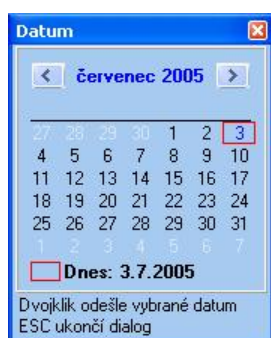 Datum
červenec 2005
27 28 29 30 1 2 3
4 5 6 7 8 9 10
11 12 13 14 15 16 17
18 19 20 21 22 23 24
25 26 27 28 29 30 31
1 2 3 4 5 6 7
Dnes: 3.7.2005
Dvojklik odešle vybrané datum
ESC ukončí dialog